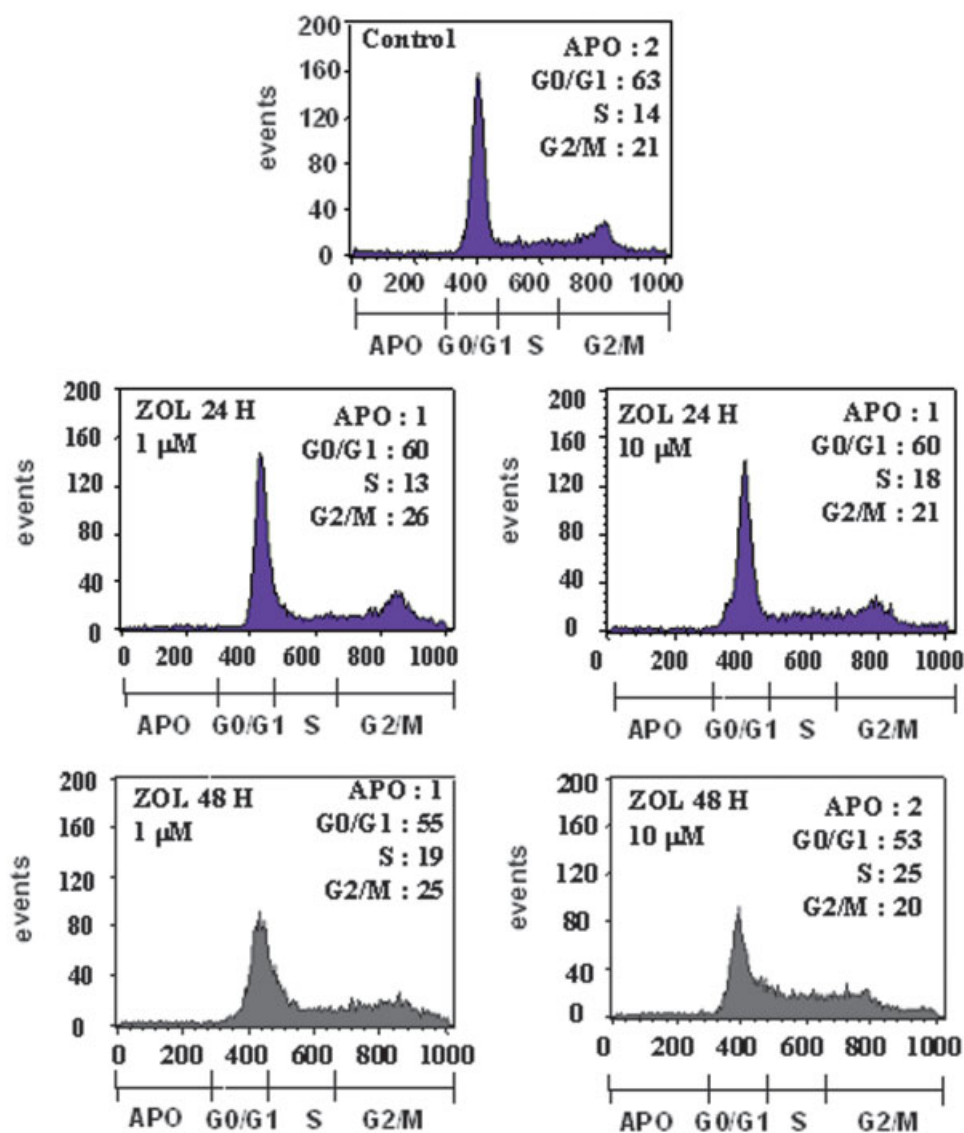 Control
APO : 2
G0/G1 : 63
S : 14
G2/M : 21
events
200
160
120
80
40
0
0 200 400 600 800 1000
APO G0/G1 S G2/M
ZOL 24 H
1 µM
APO : 1
G0/G1 : 60
S : 13
G2/M : 26
events
200
160
120
80
40
0
0 200 400 600 800 1000
APO G0/G1 S G2/M
ZOL 24 H
10 µM
APO : 1
G0/G1 : 60
S : 18
G2/M : 21
events
200
160
120
80
40
0
0 200 400 600 800 1000
APO G0/G1 S G2/M
ZOL 48 H
1 µM
APO : 1
G0/G1 : 55
S : 19
G2/M : 25
events
200
160
120
80
40
0
0 200 400 600 800 1000
APO G0/G1 S G2/M
ZOL 48 H
10 µM
APO : 2
G0/G1 : 53
S : 25
G2/M : 20
events
200
160
120
80
40
0
0 200 400 600 800 1000
APO G0/G1 S G2/M